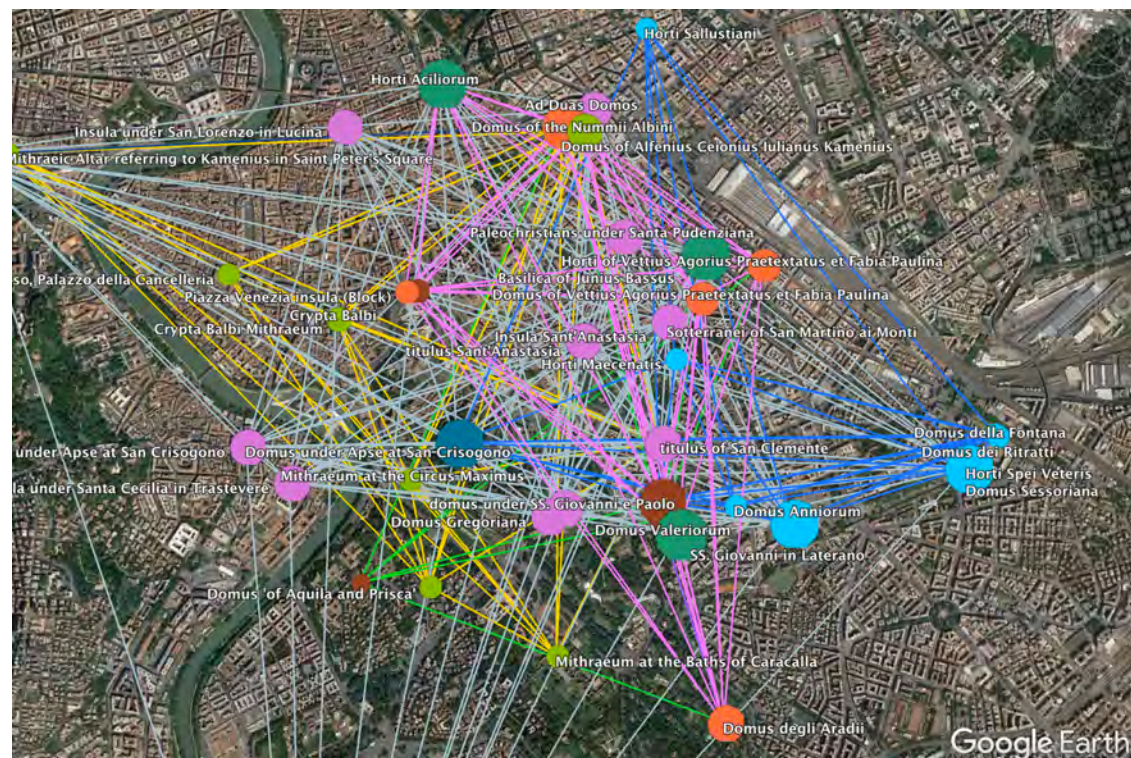 Horti Sallustiani
Horti Aciliorum
Ad Duas Domos
Insula under San Lorenzo in Lucina
Domus of the Nummii Albini
Domus of Alfenius Ceionius Iulianus Kamenius
Mithraeic Altar referring to Kamenius in Saint Peter's Square
Paleochristians under Santa Pudenziana
Horti of Vettius Agorius Praetextatus et Fabia Paulina
so, Palazzo della Cancelleria
Basilica of Junius Bassus
Piazza Venezia insula (Block)
Domus of Vettius Agorius Praetextatus et Fabia Paulina
Crypta Balbi
Crypta Balbi Mithraeum
Insula Sant'Anastasia
Sotterranei of San Martino ai Monti
titulus Sant'Anastasia
Horti Maecenatis
Domus della Fontana
under Apse at San Crisogono
Domus under Apse at San Crisogono
titulus of San Clemente
Domus dei Ritratti
Mithraeum at the Circus Maximus
Horti Spei Veteris
la under Santa Cecilia in Trastevere
Domus Sessoriana
domus under SS. Giovanni e Paolo
Domus Anniorum
Domus Gregoriana
Domus Valeriorum
SS. Giovanni in Laterano
Domus 'of Aquila and Prisca'
Mithraeum at the Baths of Caracalla
Domus degli Aradii
Google Earth